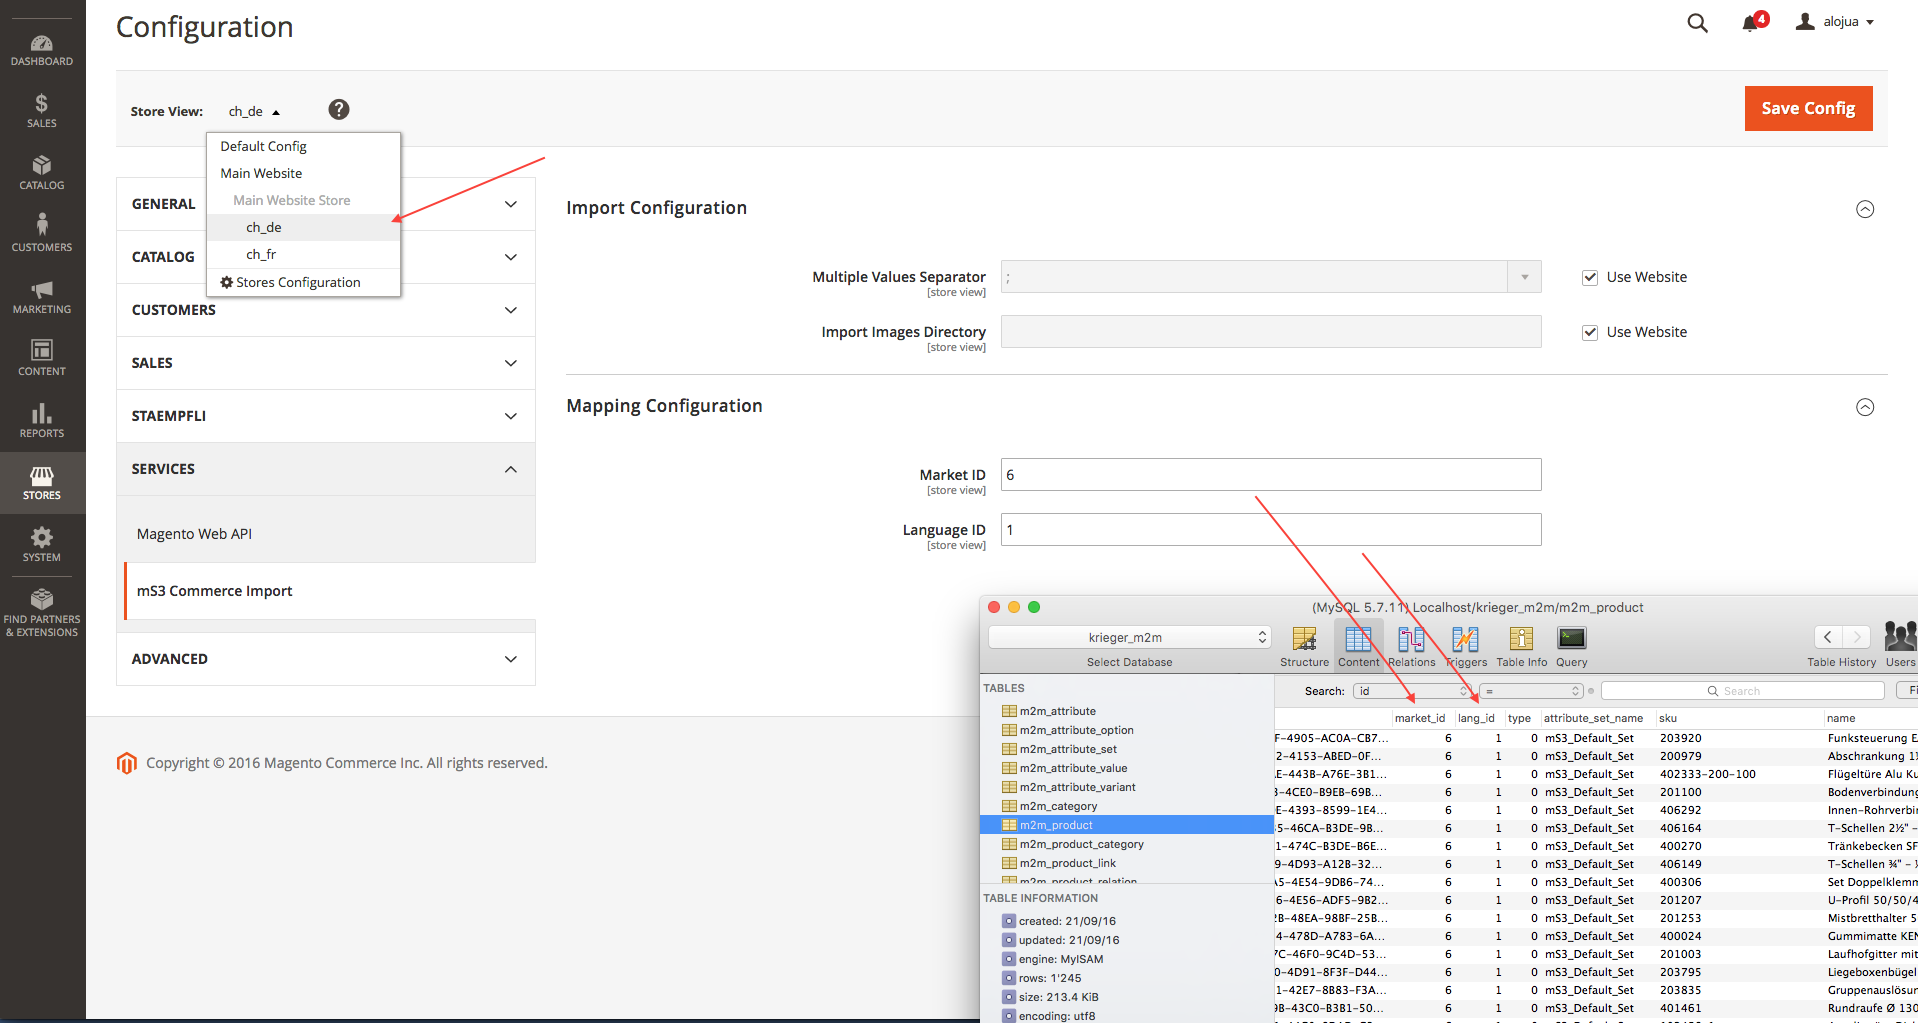 Configuration
4
alojua
DASHBOARD
SALES
CATALOG
CUSTOMERS
MARKETING
CONTENT
REPORTS
STORES
SYSTEM
FIND PARTNERS
& EXTENSIONS
Store View: ch_de ?
Save Config
Default Config
Main Website
Main Website Store
ch_de
ch_fr
Stores Configuration
GENERAL
CATALOG
CUSTOMERS
SALES
STAEMPFLI
SERVICES
Magento Web API
mS3 Commerce Import
ADVANCED
Import Configuration
Multiple Values Separator ; Use Website
[store view]
Import Images Directory Use Website
[store view]
Mapping Configuration
Market ID 6
[store view]
Language ID 1
[store view]
Copyright © 2016 Magento Commerce Inc. All rights reserved.
(MySQL 5.7.11) Localhost/krieger_m2m/m2m_product
krieger_m2m
Select Database
Structure Content Relations Triggers Table Info Query
Table History Users
Search: id = Search Fi
TABLES
m2m_attribute
m2m_attribute_option
m2m_attribute_set
m2m_attribute_value
m2m_attribute_variant
m2m_category
m2m_product
m2m_product_category
m2m_product_link
m2m_product_relation
TABLE INFORMATION
created: 21/09/16
updated: 21/09/16
engine: MyISAM
rows: 1'245
size: 213.4 KiB
encoding: utf8
market_id lang_id type attribute_set_name sku name
F-4905-AC0A-CB7... 6 1 0 mS3_Default_Set 203920 Funksteuerung E
2-4153-ABED-0F... 6 1 0 mS3_Default_Set 200979 Abschrankung 1½
AE-443B-A76E-3B1... 6 1 0 mS3_Default_Set 402333-200-100 Flügeltüre Alu Ku
3-4CE0-B9EB-69B... 6 1 0 mS3_Default_Set 201100 Bodenverbindung
0E-4393-8599-1E4... 6 1 0 mS3_Default_Set 406292 Innen-Rohrverbin
35-46CA-B3DE-9B... 6 1 0 mS3_Default_Set 406164 T-Schellen 2½" -
1-474C-B3DE-B6E... 6 1 0 mS3_Default_Set 400270 Tränkebecken SF
9-4D93-A12B-32... 6 1 0 mS3_Default_Set 406149 T-Schellen ¾" -
A5-4E54-9DB6-74... 6 1 0 mS3_Default_Set 400306 Set Doppelklemm
6-4E56-ADF5-9B2... 6 1 0 mS3_Default_Set 201207 U-Profil 50/50/4
2B-48EA-98BF-25B... 6 1 0 mS3_Default_Set 201253 Mistbretthalter 5
4-478D-A783-6A... 6 1 0 mS3_Default_Set 400024 Gummimatte KEN
7C-46F0-9C4D-53... 6 1 0 mS3_Default_Set 201003 Laufhofgitter mit
0-4D91-8F3F-D44... 6 1 0 mS3_Default_Set 203795 Liegeboxenbügel
1-42E7-8B83-F3A... 6 1 0 mS3_Default_Set 203835 Gruppenauslösun
9B-43C0-B3B1-50... 6 1 0 mS3_Default_Set 401461 Rundraufe Ø 130